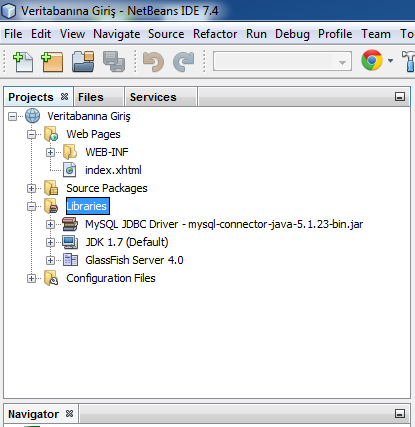 Veritabanına Giriş - NetBeans IDE 7.4
File Edit View Navigate Source Refactor Run Debug Profile Team To
Projects Files Services
Veritabanına Giriş
Web Pages
WEB-INF
index.xhtml
Source Packages
Libraries
MySQL JDBC Driver - mysql-connector-java-5.1.23-bin.jar
JDK 1.7 (Default)
GlassFish Server 4.0
Configuration Files
Navigator